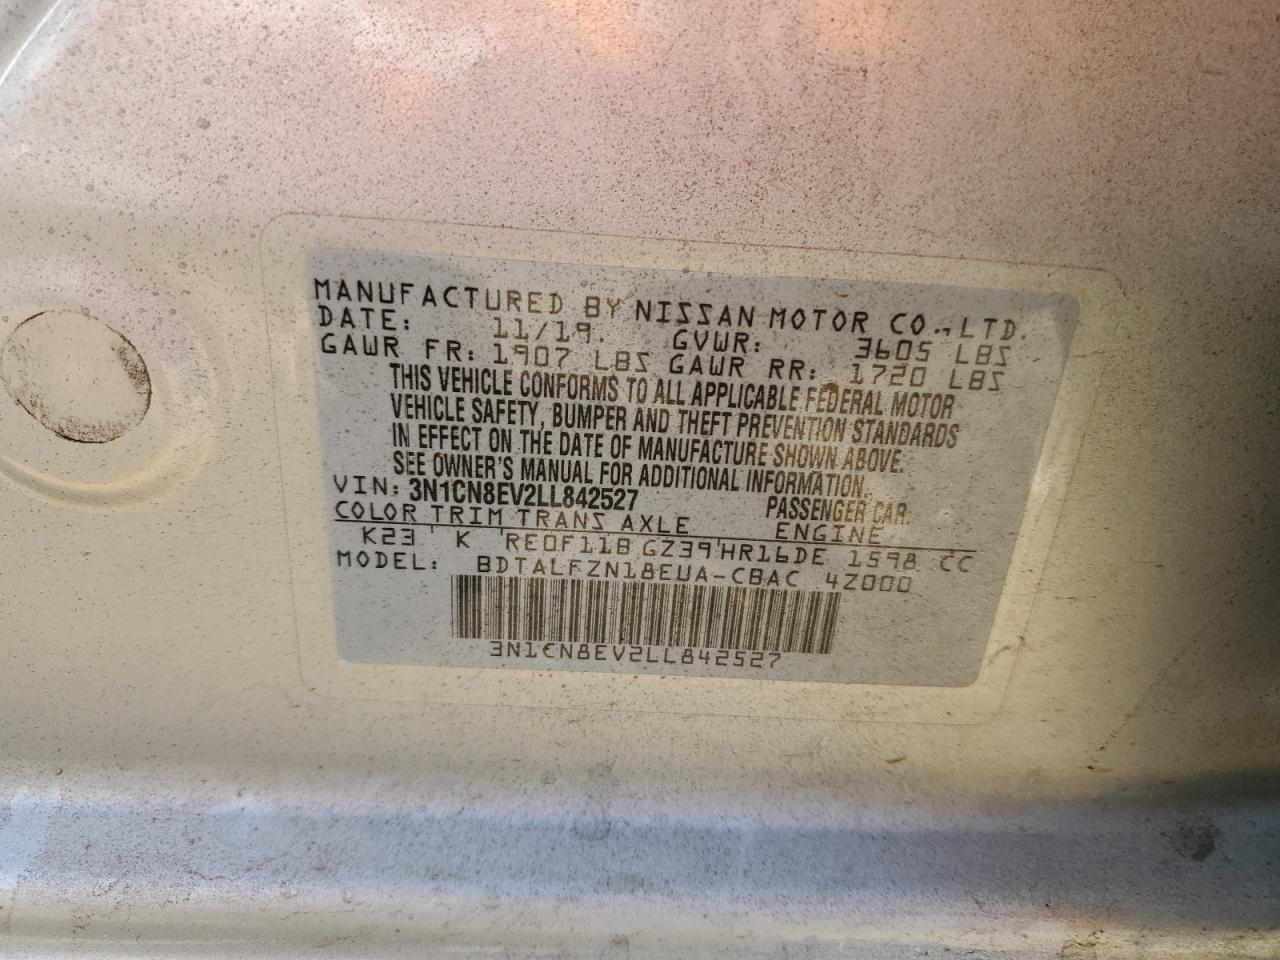 MANUFACTURED BY NISSAN MOTOR CO., LTD.
DATE: 11/19. GVWR: 3605 LBS
GAWR FR: 1907 LBS GAWR RR: 1720 LBS
THIS VEHICLE CONFORMS TO ALL APPLICABLE FEDERAL MOTOR
VEHICLE SAFETY, BUMPER AND THEFT PREVENTION STANDARDS
IN EFFECT ON THE DATE OF MANUFACTURE SHOWN ABOVE.
SEE OWNER'S MANUAL FOR ADDITIONAL INFORMATION.
VIN: 3N1CN8EV2LL842527 PASSENGER CAR.
COLOR TRIM TRANS AXLE ENGINE
K23 ' K 'RE0F11B GZ39'HR16DE 1598 CC
MODEL: BDTALFZN18EUA-CBAC 4Z000
3N1CN8EV2LL842527